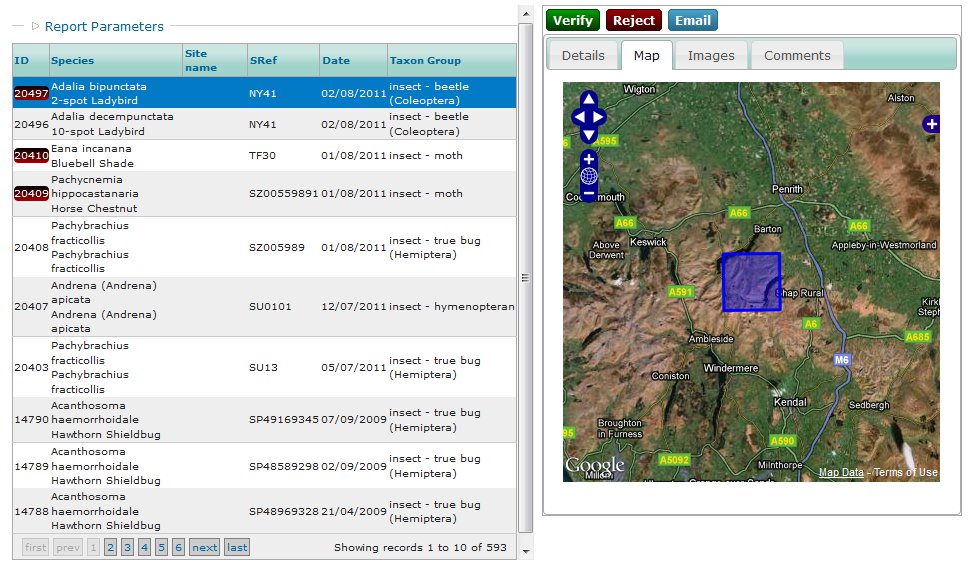 Report Parameters
ID Species Site name SRef Date Taxon Group
20497 Adalia bipunctata 2-spot Ladybird NY41 02/08/2011 insect - beetle (Coleoptera)
20496 Adalia decempunctata 10-spot Ladybird NY41 02/08/2011 insect - beetle (Coleoptera)
20410 Eana incanana Bluebell Shade TF30 01/08/2011 insect - moth
20409 Pachycnemia hippocastanaria Horse Chestnut SZ00559891 01/08/2011 insect - moth
20408 Pachybrachius fracticollis Pachybrachius fracticollis SZ005989 01/08/2011 insect - true bug (Hemiptera)
20407 Andrena (Andrena) apicata Andrena (Andrena) apicata SU0101 12/07/2011 insect - hymenopteran
20403 Pachybrachius fracticollis Pachybrachius fracticollis SU13 05/07/2011 insect - true bug (Hemiptera)
14790 Acanthosoma haemorrhoidale Hawthorn Shieldbug SP49169345 07/09/2009 insect - true bug (Hemiptera)
14789 Acanthosoma haemorrhoidale Hawthorn Shieldbug SP48589298 02/09/2009 insect - true bug (Hemiptera)
14788 Acanthosoma haemorrhoidale Hawthorn Shieldbug SP48969328 21/04/2009 insect - true bug (Hemiptera)
first prev 1 2 3 4 5 6 next last Showing records 1 to 10 of 593
Verify Reject Email
Details Map Images Comments
Wigton
Alston
A595
mouth
Penrith
A66
A66
A66
Barton
Above Derwent
Keswick
Appleby-in-Westmorland
A591
Shap Rural
A6
A685
Ambleside
M6
Windermere
Coniston
Kendal
Sedbergh
Broughton in Furness
A590
A5092
Milnthorpe
Google
Map Data - Terms of Use